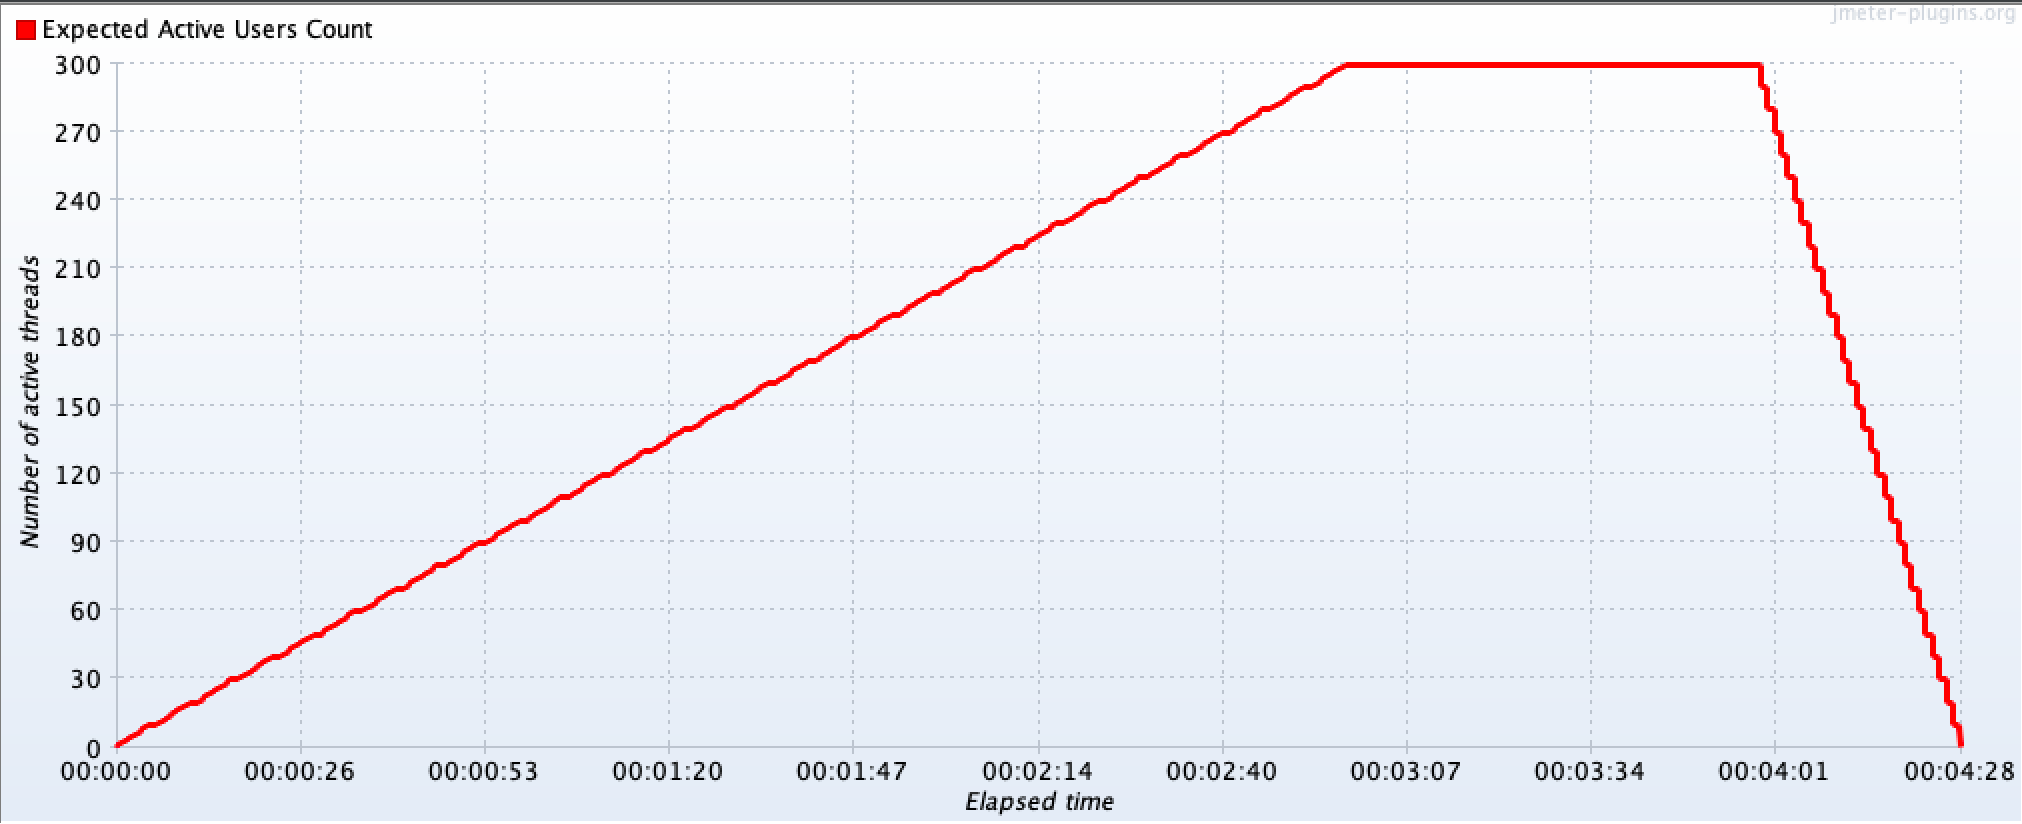 jmeter-plugins.org
Expected Active Users Count
300
270
240
210
180
150
120
90
60
30
0
Number of active threads
00:00:00 00:00:26 00:00:53 00:01:20 00:01:47 00:02:14 00:02:40 00:03:07 00:03:34 00:04:01 00:04:28
Elapsed time